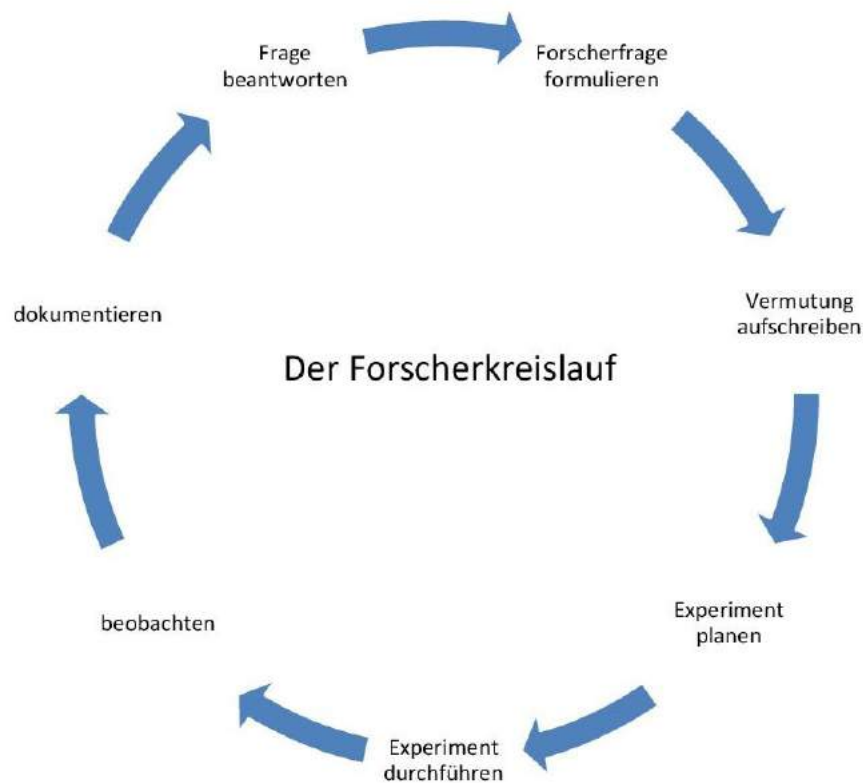 Der Forscherkreislauf
Forscherfrage
formulieren
Vermutung
aufschreiben
Experiment
planen
Experiment
durchführen
beobachten
dokumentieren
Frage
beantworten